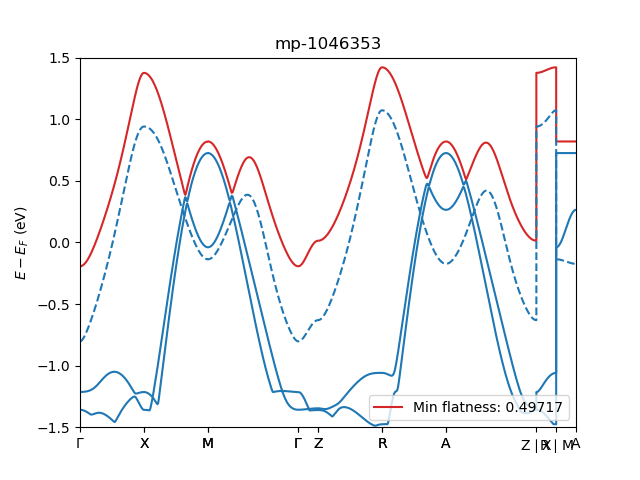 mp-1046353
E − E_F (eV)
1.5
1.0
0.5
0.0
−0.5
−1.0
−1.5
Min flatness: 0.49717
Γ X M Γ Z R A Z | R X | M A